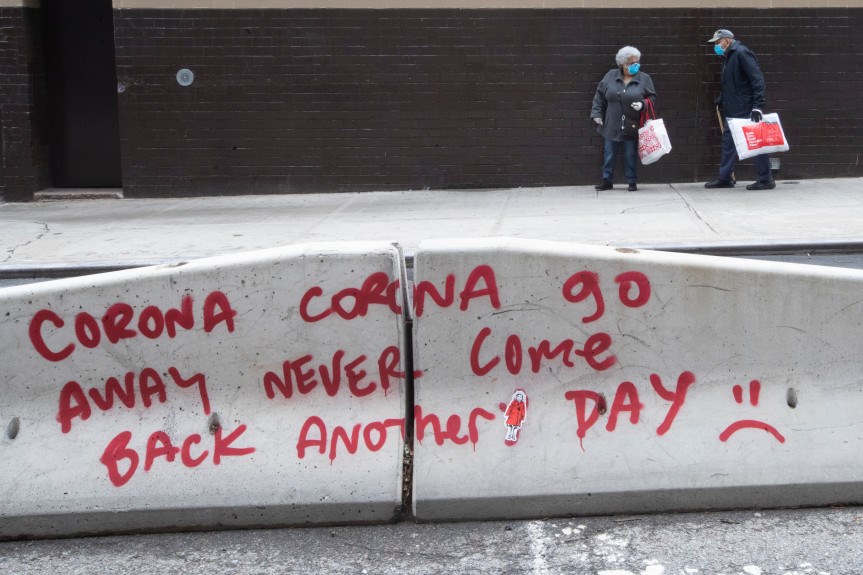 CORONA CORONA go
AWAY NEVER Come
BACK Another DAY